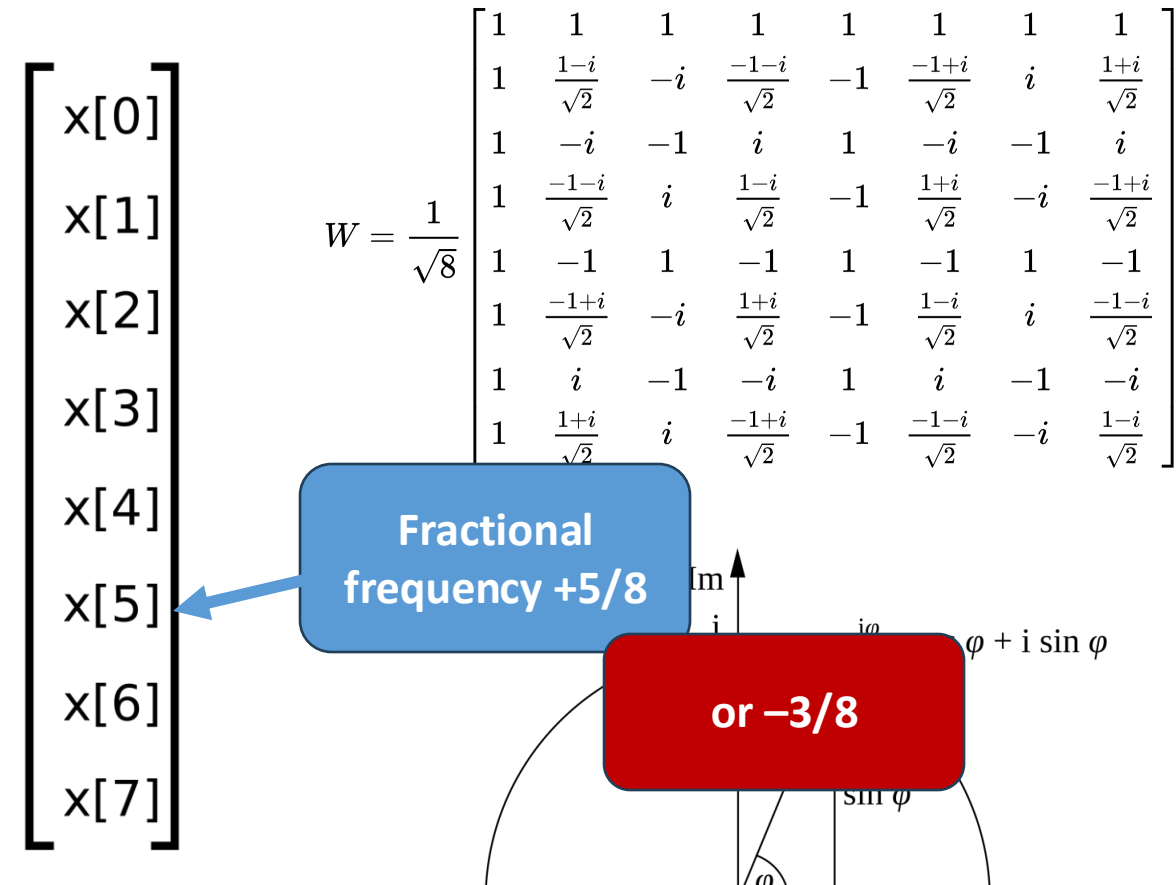 x[0]
x[1]
x[2]
x[3]
x[4]
x[5]
x[6]
x[7]
W = 1/√8
1 1 1 1 1 1 1 1
1 (1−i)/√2 −i (−1−i)/√2 −1 (−1+i)/√2 i (1+i)/√2
1 −i −1 i 1 −i −1 i
1 (−1−i)/√2 i (1−i)/√2 −1 (1+i)/√2 −i (−1+i)/√2
1 −1 1 −1 1 −1 1 −1
1 (−1+i)/√2 −i (1+i)/√2 −1 (1−i)/√2 i (−1−i)/√2
1 i −1 −i 1 i −1 −i
1 (1+i)/√2 i (−1+i)/√2 −1 (−1−i)/√2 −i (1−i)/√2
Fractional
frequency +5/8
Im
i
iφ
φ + i sin φ
or –3/8
sin φ
φ